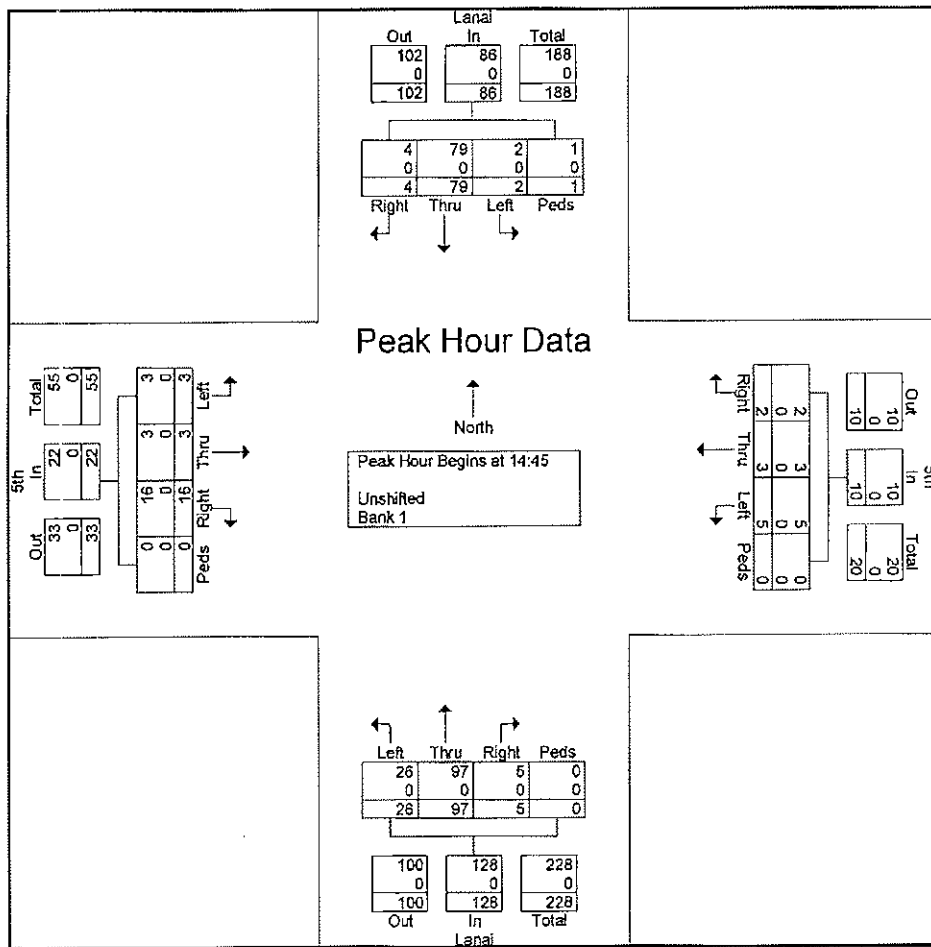 Lanai
Out In Total
102 86 188
0 0 0
102 86 188
4 79 2 1
0 0 0 0
4 79 2 1
Right Thru Left Peds
Peak Hour Data
North
Peak Hour Begins at 14:45
Unshifted
Bank 1
5th
Total In Out
55 22 33
0 0 0
55 22 33
3 3 16 0
0 0 0 0
3 3 16 0
Left Thru Right Peds
Out In Total
10 10 20
0 0 0
10 10 20
2 3 5 0
0 0 0 0
2 3 5 0
Right Thru Left Peds
Left Thru Right Peds
26 97 5 0
0 0 0 0
26 97 5 0
100 128 228
0 0 0
100 128 228
Out In Total
Lanai